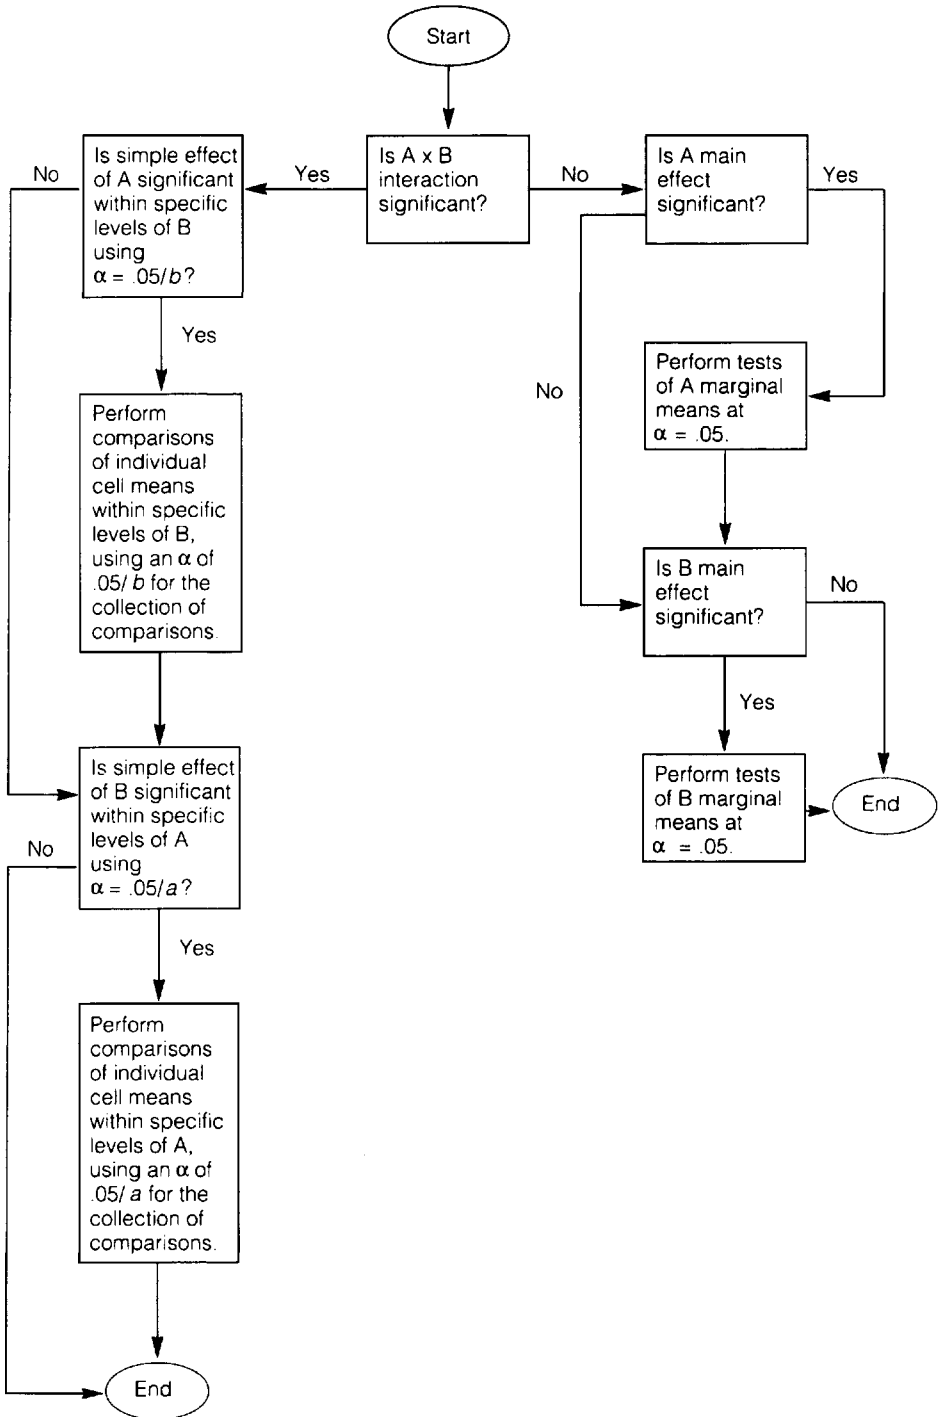 Start
Is A x B
interaction
significant?
Yes
No
Is simple effect
of A significant
within specific
levels of B
using
α = .05/b?
No
Yes
Perform
comparisons
of individual
cell means
within specific
levels of B,
using an α of
.05/ b for the
collection of
comparisons.
Is simple effect
of B significant
within specific
levels of A
using
α = .05/a?
No
Yes
Perform
comparisons
of individual
cell means
within specific
levels of A,
using an α of
.05/ a for the
collection of
comparisons.
End
Is A main
effect
significant?
Yes
No
Perform tests
of A marginal
means at
α = .05.
Is B main
effect
significant?
No
Yes
Perform tests
of B marginal
means at
α = .05.
End